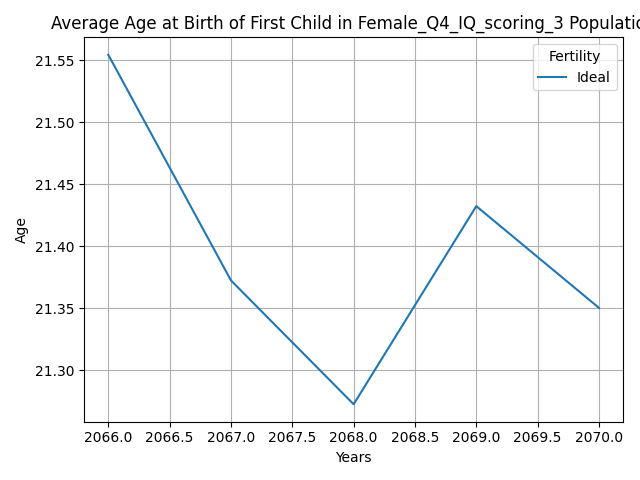 Average Age at Birth of First Child in Female_Q4_IQ_scoring_3 Populatio
Fertility
Ideal
21.55
21.50
21.45
21.40
21.35
21.30
Age
2066.0 2066.5 2067.0 2067.5 2068.0 2068.5 2069.0 2069.5 2070.0
Years